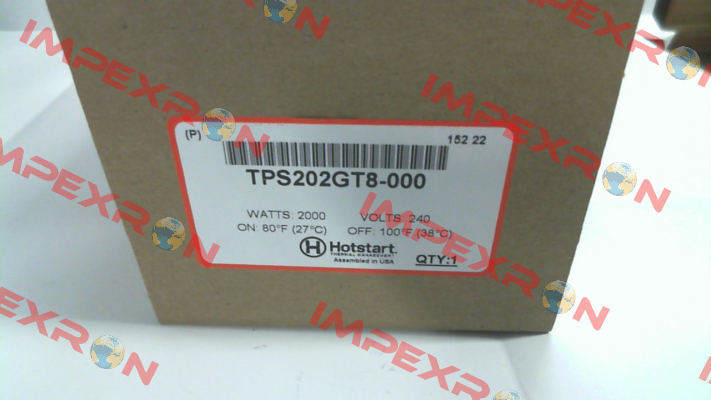 (P)
152 22
TPS202GT8-000
WATTS: 2000 VOLTS: 240
ON: 80°F (27°C) OFF: 100°F (38°C)
H Hotstart
THERMAL MANAGEMENT
Assembled in USA
QTY:1
IMPEXRON
IMPEXRON
IMPEXRON
IMPEXRON
IMPEXRON
IMPEXRON
IMPEXRON